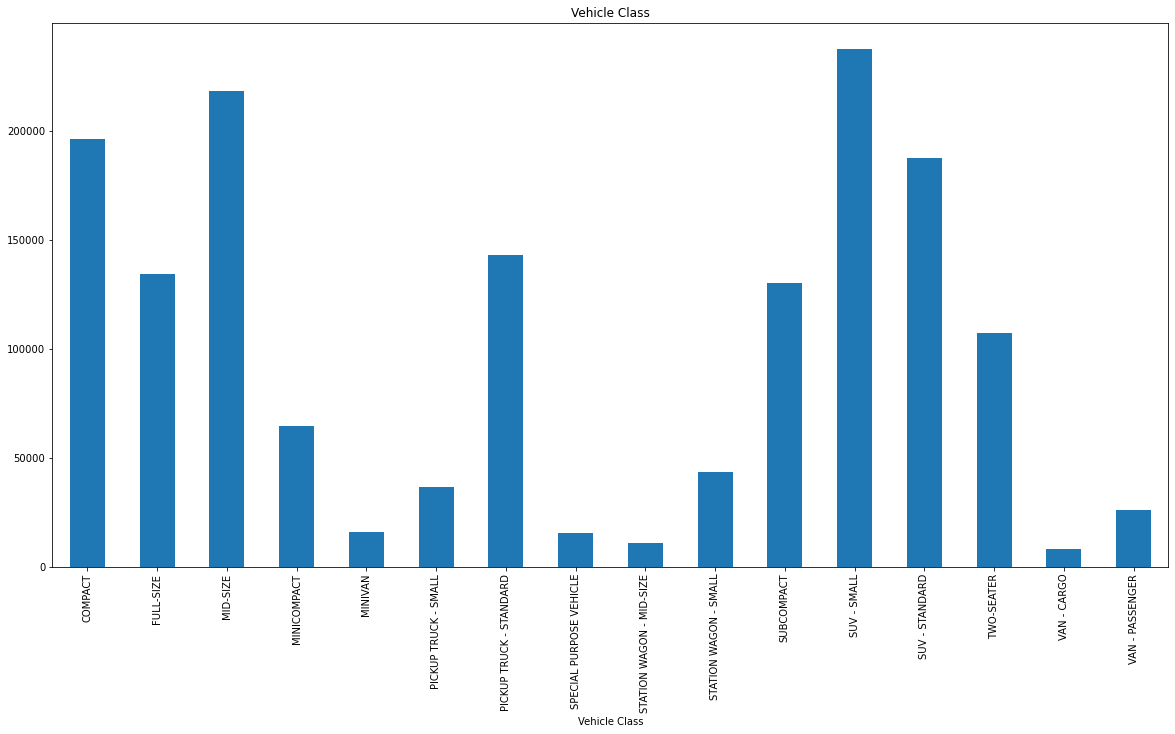 Vehicle Class
200000
150000
100000
50000
0
COMPACT
FULL-SIZE
MID-SIZE
MINICOMPACT
MINIVAN
PICKUP TRUCK - SMALL
PICKUP TRUCK - STANDARD
SPECIAL PURPOSE VEHICLE
STATION WAGON - MID-SIZE
STATION WAGON - SMALL
SUBCOMPACT
SUV - SMALL
SUV - STANDARD
TWO-SEATER
VAN - CARGO
VAN - PASSENGER
Vehicle Class